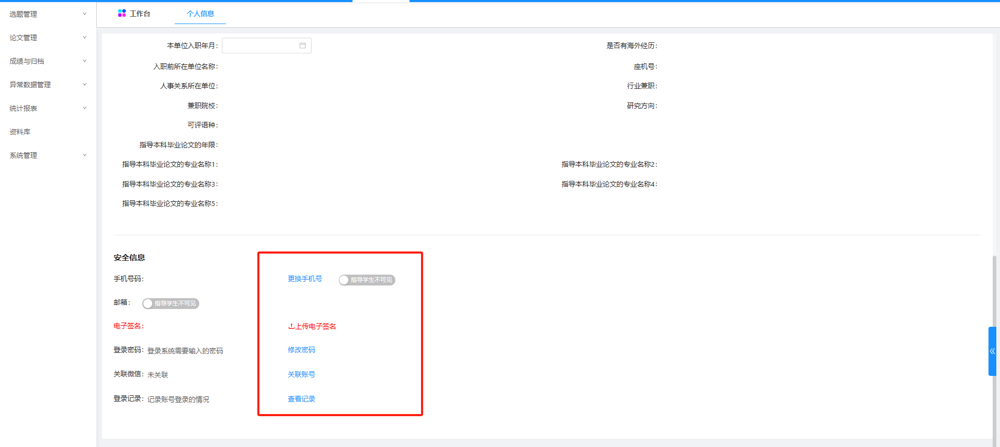 选题管理
论文管理
成绩与归档
异常数据管理
统计报表
资料库
系统管理
工作台
个人信息
本单位入职年月：
是否有海外经历：
入职前所在单位名称：
座机号：
人事关系所在单位：
行业兼职：
兼职院校：
研究方向：
可评语种：
指导本科毕业论文的年限：
指导本科毕业论文的专业名称1：
指导本科毕业论文的专业名称2：
指导本科毕业论文的专业名称3：
指导本科毕业论文的专业名称4：
指导本科毕业论文的专业名称5：
安全信息
手机号码： 更换手机号 指导学生不可见
邮箱： 指导学生不可见
电子签名： 上传电子签名
登录密码： 登录系统需要输入的密码 修改密码
关联微信： 未关联 关联账号
登录记录： 记录账号登录的情况 查看记录